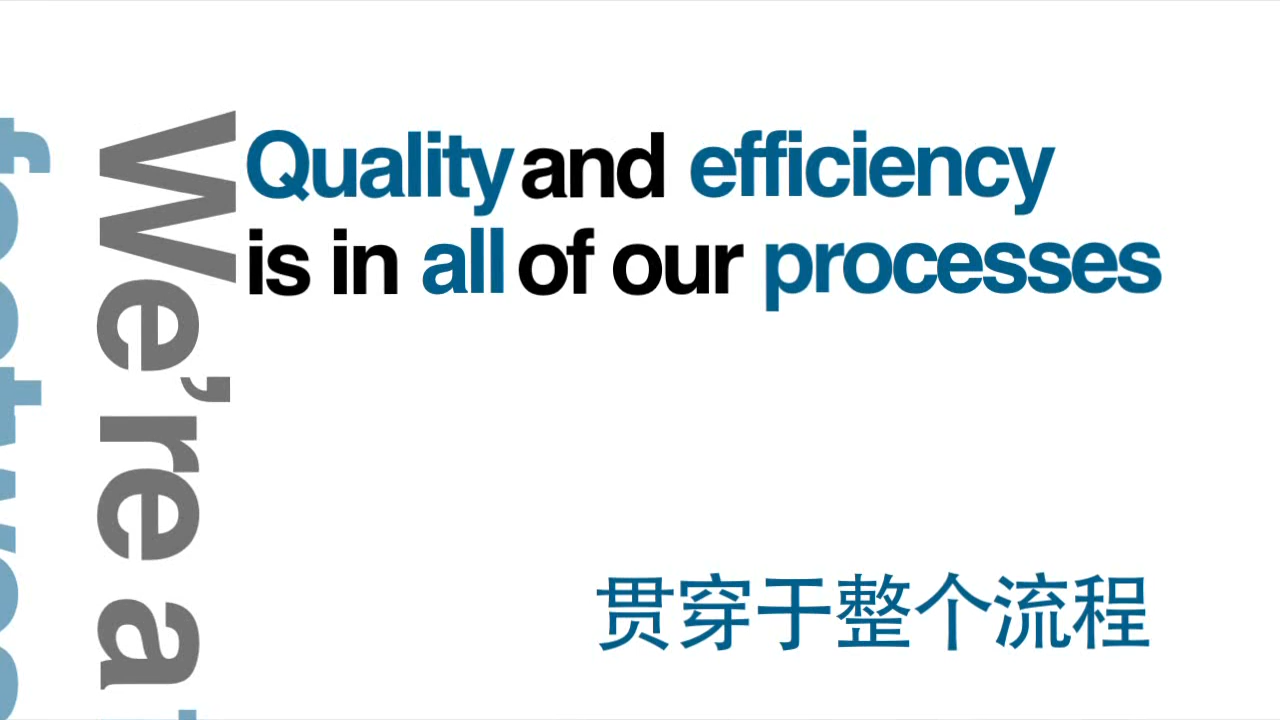 Quality and efficiency
is in all of our processes
We're a
贯穿于整个流程